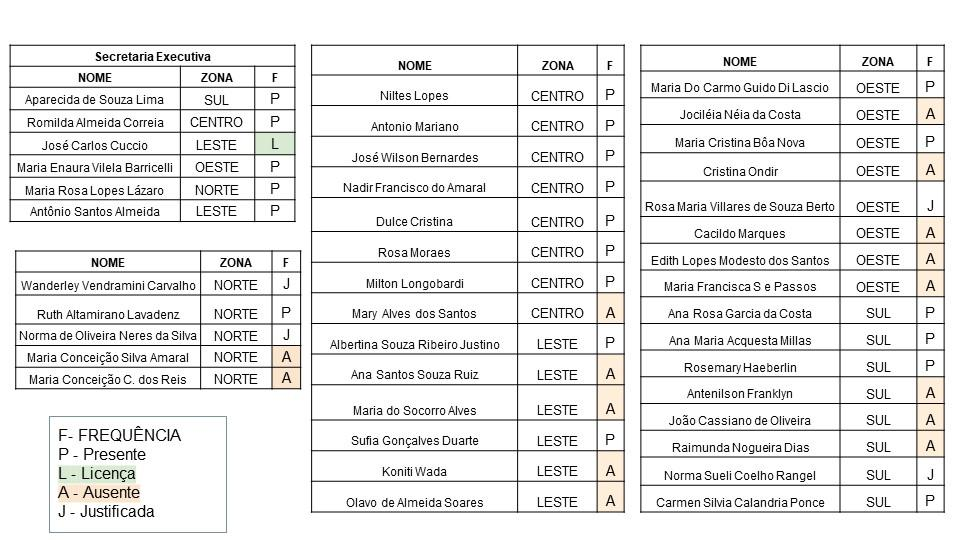 Secretaria Executiva
NOME ZONA F
Aparecida de Souza Lima SUL P
Romilda Almeida Correia CENTRO P
José Carlos Cuccio LESTE L
Maria Enaura Vilela Barricelli OESTE P
Maria Rosa Lopes Lázaro NORTE P
Antônio Santos Almeida LESTE P
NOME ZONA F
Wanderley Vendramini Carvalho NORTE J
Ruth Altamirano Lavadenz NORTE P
Norma de Oliveira Neres da Silva NORTE J
Maria Conceição Silva Amaral NORTE A
Maria Conceição C. dos Reis NORTE A
F- FREQUÊNCIA
P - Presente
L - Licença
A - Ausente
J - Justificada
NOME ZONA F
Niltes Lopes CENTRO P
Antonio Mariano CENTRO P
José Wilson Bernardes CENTRO P
Nadir Francisco do Amaral CENTRO P
Dulce Cristina CENTRO P
Rosa Moraes CENTRO P
Milton Longobardi CENTRO P
Mary Alves dos Santos CENTRO A
Albertina Souza Ribeiro Justino LESTE P
Ana Santos Souza Ruiz LESTE A
Maria do Socorro Alves LESTE A
Sufia Gonçalves Duarte LESTE P
Koniti Wada LESTE A
Olavo de Almeida Soares LESTE A
NOME ZONA F
Maria Do Carmo Guido Di Lascio OESTE P
Jociléia Néia da Costa OESTE A
Maria Cristina Bôa Nova OESTE P
Cristina Ondir OESTE A
Rosa Maria Villares de Souza Berto OESTE J
Cacildo Marques OESTE A
Edith Lopes Modesto dos Santos OESTE A
Maria Francisca S e Passos OESTE A
Ana Rosa Garcia da Costa SUL P
Ana Maria Acquesta Millas SUL P
Rosemary Haeberlin SUL P
Antenilson Franklyn SUL A
João Cassiano de Oliveira SUL A
Raimunda Nogueira Dias SUL A
Norma Sueli Coelho Rangel SUL J
Carmen Silvia Calandria Ponce SUL P